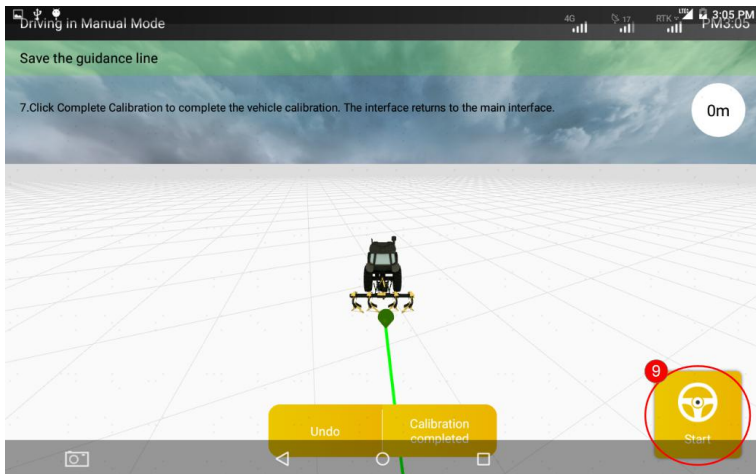 Driving in Manual Mode
4G
17
RTK
LTE
3:05 PM
PM3:05
Save the guidance line
7.Click Complete Calibration to complete the vehicle calibration. The interface returns to the main interface.
0m
9
Start
Undo
Calibration
completed